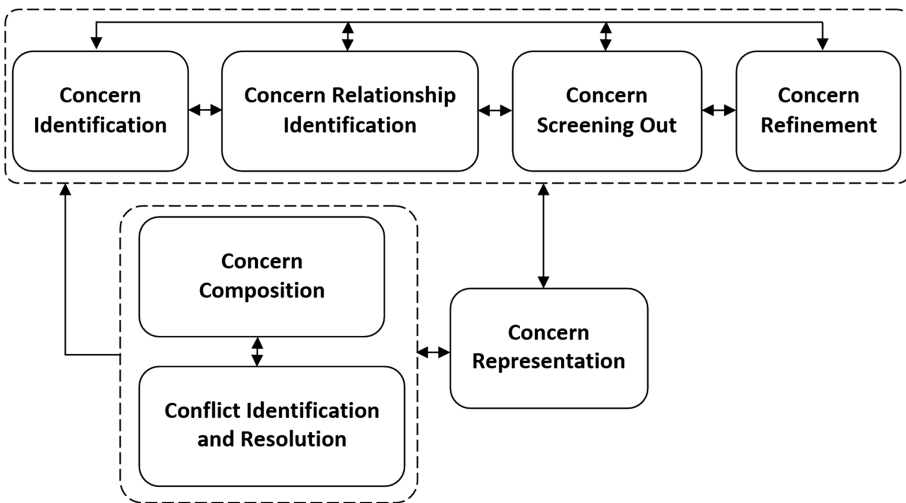 Concern
Identification
Concern Relationship
Identification
Concern
Screening Out
Concern
Refinement
Concern
Composition
Conflict Identification
and Resolution
Concern
Representation